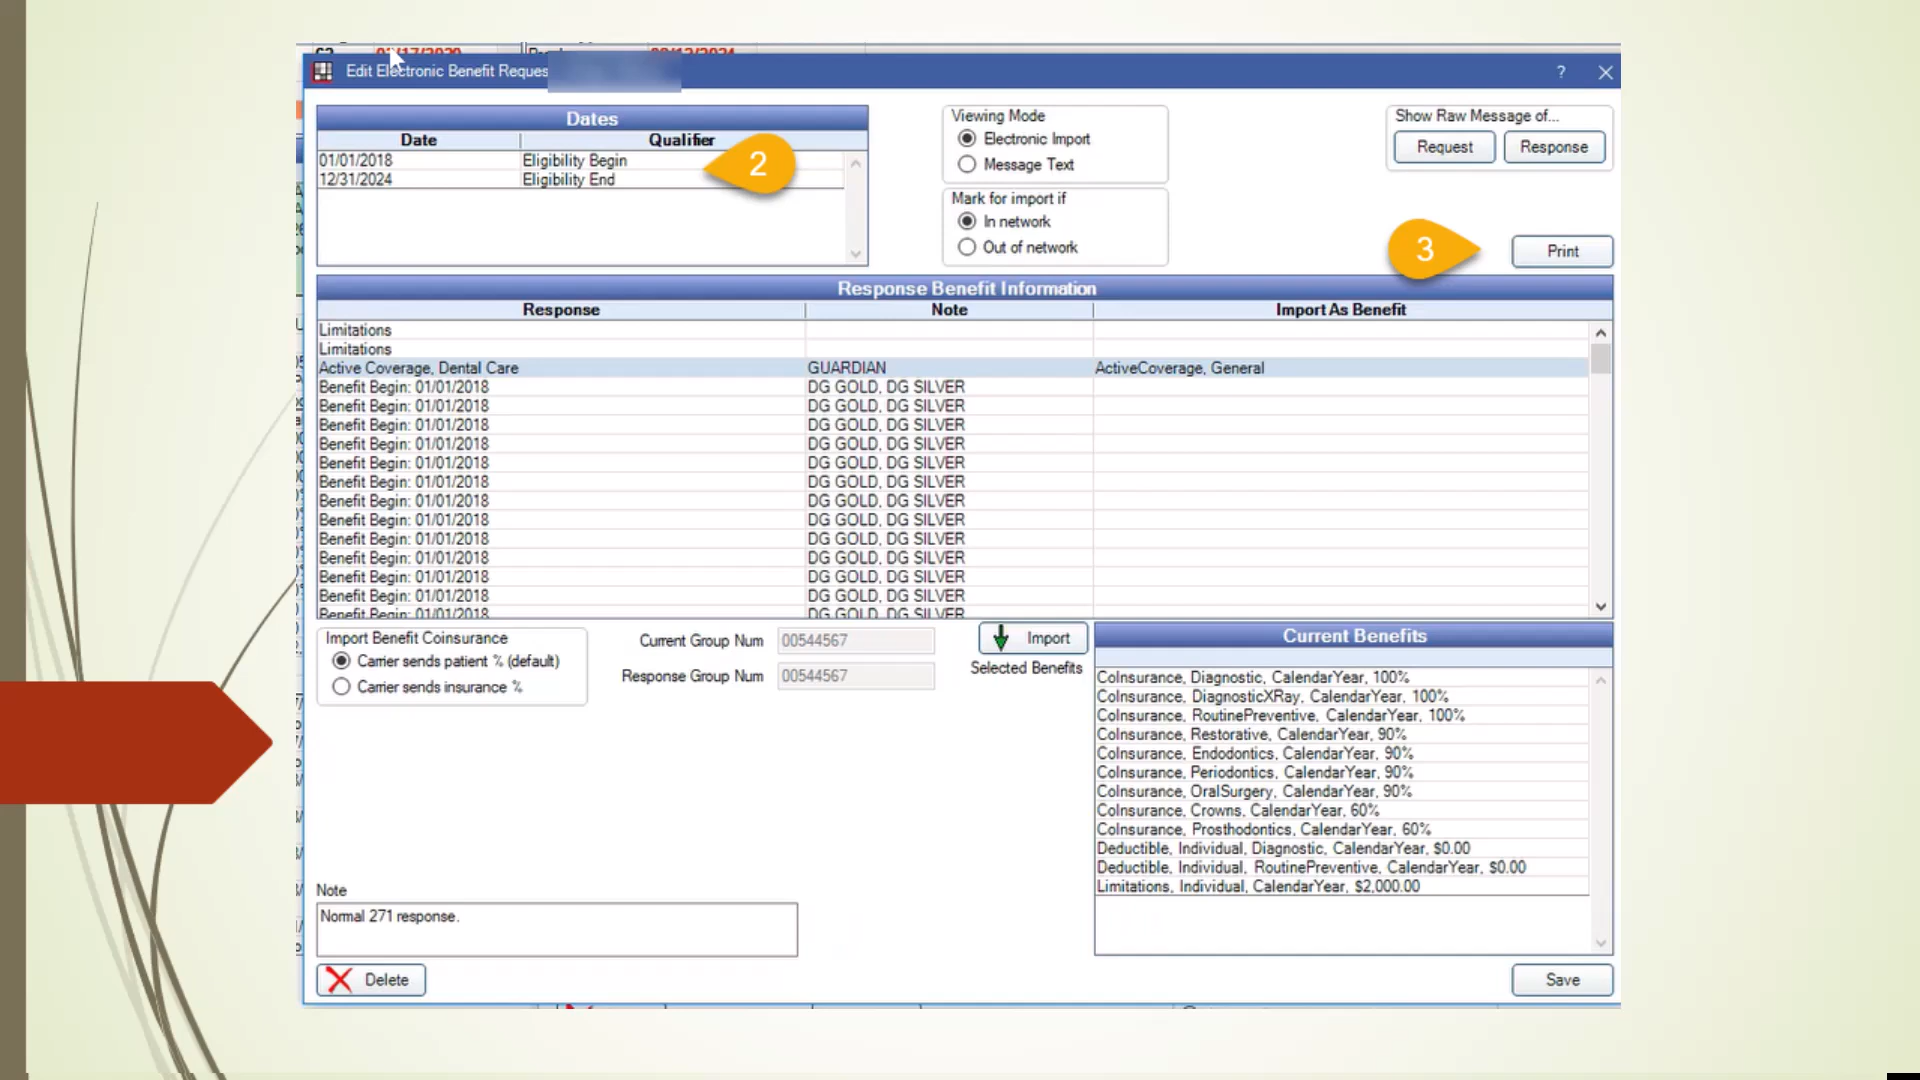 Edit Electronic Benefit Reques
?
Dates
Date Qualifier
01/01/2018 Eligibility Begin
12/31/2024 Eligibility End
2
Viewing Mode
Electronic Import
Message Text
Mark for import if
In network
Out of network
Show Raw Message of...
Request Response
3
Print
Response Benefit Information
Response Note Import As Benefit
Limitations
Limitations
Active Coverage, Dental Care GUARDIAN ActiveCoverage, General
Benefit Begin: 01/01/2018 DG GOLD, DG SILVER
Benefit Begin: 01/01/2018 DG GOLD, DG SILVER
Benefit Begin: 01/01/2018 DG GOLD, DG SILVER
Benefit Begin: 01/01/2018 DG GOLD, DG SILVER
Benefit Begin: 01/01/2018 DG GOLD, DG SILVER
Benefit Begin: 01/01/2018 DG GOLD, DG SILVER
Benefit Begin: 01/01/2018 DG GOLD, DG SILVER
Benefit Begin: 01/01/2018 DG GOLD, DG SILVER
Benefit Begin: 01/01/2018 DG GOLD, DG SILVER
Benefit Begin: 01/01/2018 DG GOLD, DG SILVER
Benefit Begin: 01/01/2018 DG GOLD, DG SILVER
Benefit Begin: 01/01/2018 DG GOLD, DG SILVER
Benefit Begin: 01/01/2018 DG GOLD, DG SILVER
Import Benefit Coinsurance
Carrier sends patient % (default)
Carrier sends insurance %
Current Group Num 00544567
Response Group Num 00544567
Import
Selected Benefits
Current Benefits
CoInsurance, Diagnostic, CalendarYear, 100%
CoInsurance, DiagnosticXRay, CalendarYear, 100%
CoInsurance, RoutinePreventive, CalendarYear, 100%
CoInsurance, Restorative, CalendarYear, 90%
CoInsurance, Endodontics, CalendarYear, 90%
CoInsurance, Periodontics, CalendarYear, 90%
CoInsurance, OralSurgery, CalendarYear, 90%
CoInsurance, Crowns, CalendarYear, 60%
CoInsurance, Prosthodontics, CalendarYear, 60%
Deductible, Individual, Diagnostic, CalendarYear, $0.00
Deductible, Individual, RoutinePreventive, CalendarYear, $0.00
Limitations, Individual, CalendarYear, $2,000.00
Note
Normal 271 response.
Delete
Save